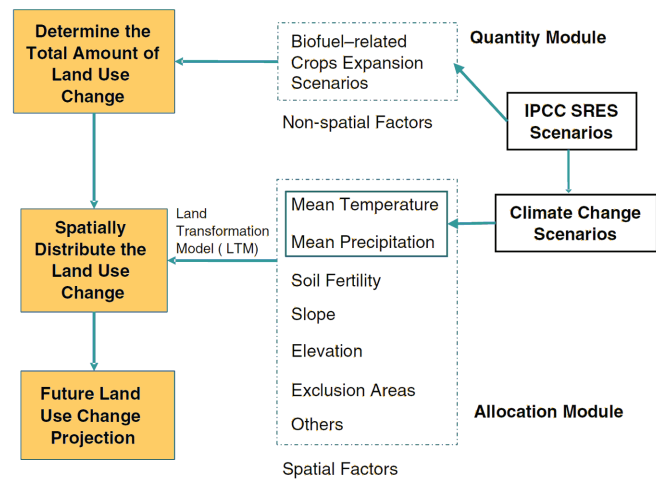 Determine the
Total Amount of
Land Use
Change
Biofuel–related
Crops Expansion
Scenarios
Non-spatial Factors
Quantity Module
IPCC SRES
Scenarios
Climate Change
Scenarios
Spatially
Distribute the
Land Use
Change
Land
Transformation
Model ( LTM)
Mean Temperature
Mean Precipitation
Soil Fertility
Slope
Elevation
Exclusion Areas
Others
Spatial Factors
Allocation Module
Future Land
Use Change
Projection